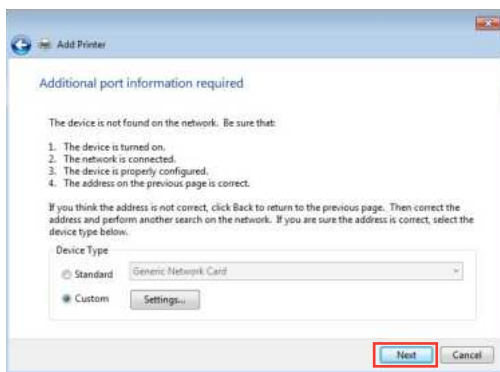 Add Printer
Additional port information required
The device is not found on the network. Be sure that:
1. The device is turned on.
2. The network is connected.
3. The device is properly configured.
4. The address on the previous page is correct.
If you think the address is not correct, click Back to return to the previous page. Then correct the
address and perform another search on the network. If you are sure the address is correct, select the
device type below.
Device Type
Standard Generic Network Card
Custom Settings...
Next Cancel